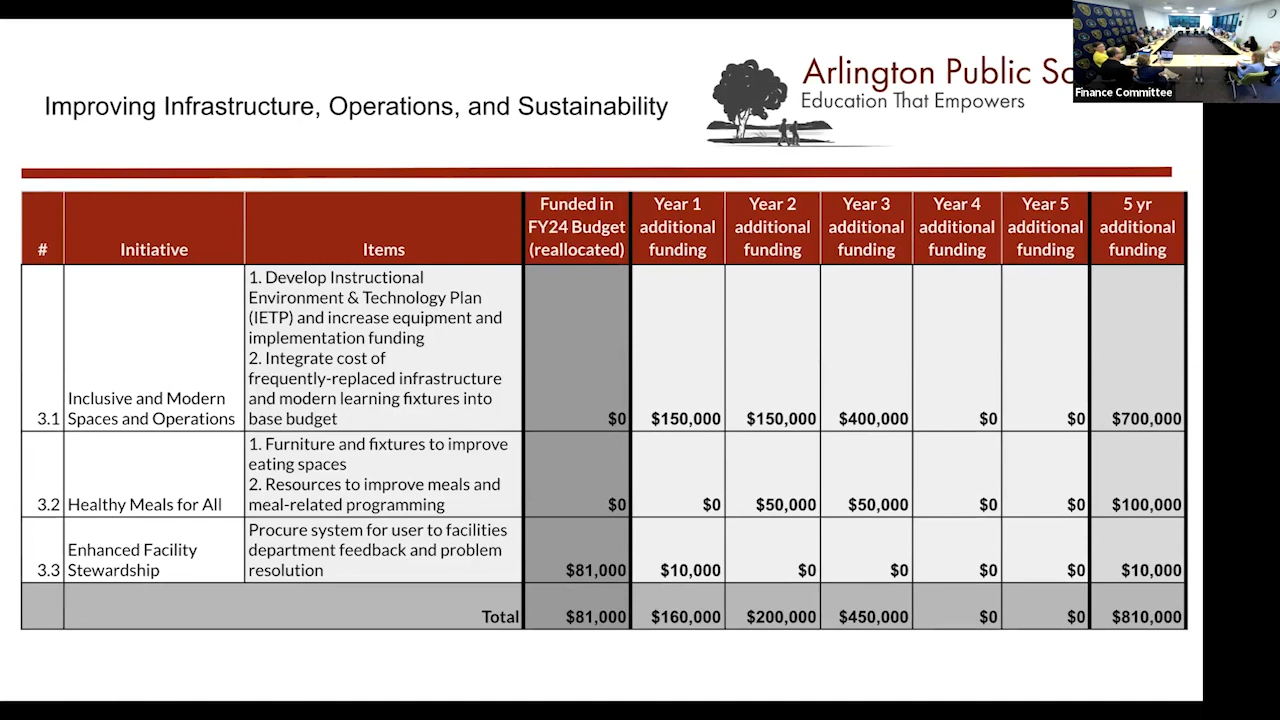 Improving Infrastructure, Operations, and Sustainability
Arlington Public
Education That Empowers
Finance Committee
#
Initiative
Items
Funded in
FY24 Budget
(reallocated)
Year 1
additional
funding
Year 2
additional
funding
Year 3
additional
funding
Year 4
additional
funding
Year 5
additional
funding
5 yr
additional
funding
3.1
Inclusive and Modern
Spaces and Operations
1. Develop Instructional
Environment & Technology Plan
(IETP) and increase equipment and
implementation funding
2. Integrate cost of
frequently-replaced infrastructure
and modern learning fixtures into
base budget
$0
$150,000
$150,000
$400,000
$0
$0
$700,000
3.2
Healthy Meals for All
1. Furniture and fixtures to improve
eating spaces
2. Resources to improve meals and
meal-related programming
$0
$0
$50,000
$50,000
$0
$0
$100,000
3.3
Enhanced Facility
Stewardship
Procure system for user to facilities
department feedback and problem
resolution
$81,000
$10,000
$0
$0
$0
$0
$10,000
Total
$81,000
$160,000
$200,000
$450,000
$0
$0
$810,000